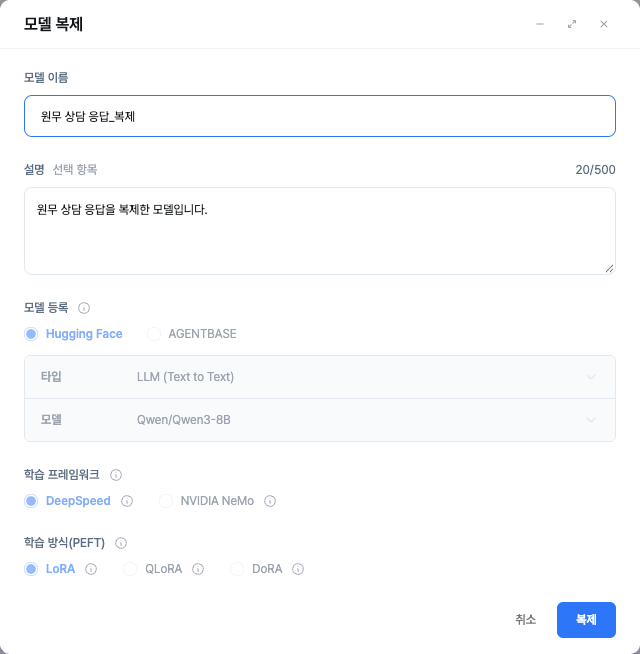 모델 복제
모델 이름
원무 상담 응답_복제
설명 선택 항목 20/500
원무 상담 응답을 복제한 모델입니다.
모델 등록
Hugging Face AGENTBASE
타입 LLM (Text to Text)
모델 Qwen/Qwen3-8B
학습 프레임워크
DeepSpeed NVIDIA NeMo
학습 방식(PEFT)
LoRA QLoRA DoRA
취소 복제